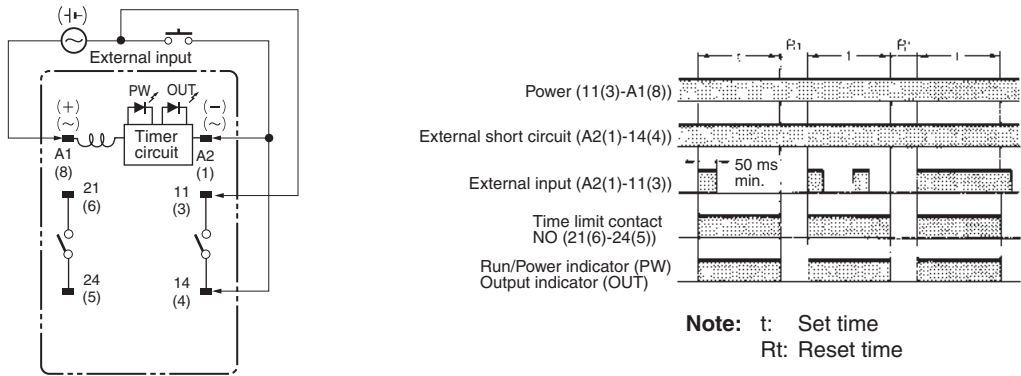 External input
PW OUT
(+)
(~)
(−)
(~)
Timer
circuit
A1
(8)
A2
(1)
21
(6)
11
(3)
24
(5)
14
(4)
t Rt t t
Power (11(3)-A1(8))
External short circuit (A2(1)-14(4))
50 ms
min.
External input (A2(1)-11(3))
Time limit contact
NO (21(6)-24(5))
Run/Power indicator (PW)
Output indicator (OUT)
Note: t: Set time
Rt: Reset time